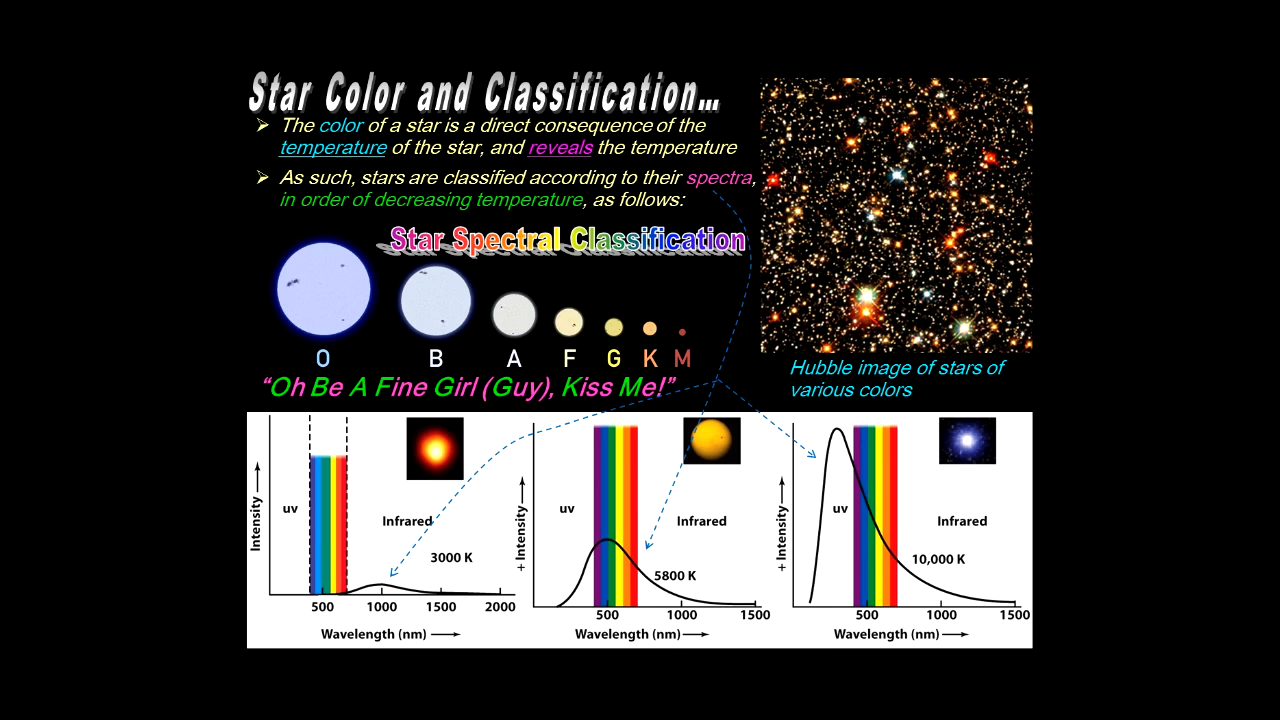 Star Color and Classification...
➢ The color of a star is a direct consequence of the
temperature of the star, and reveals the temperature
➢ As such, stars are classified according to their spectra,
in order of decreasing temperature, as follows:
Star Spectral Classification
O B A F G K M
“Oh Be A Fine Girl (Guy), Kiss Me!”
Hubble image of stars of
various colors
Intensity
uv
Infrared
3000 K
500 1000 1500 2000
Wavelength (nm)
+ Intensity
uv
Infrared
5800 K
500 1000 1500
Wavelength (nm)
+ Intensity
uv
Infrared
10,000 K
500 1000 1500
Wavelength (nm)